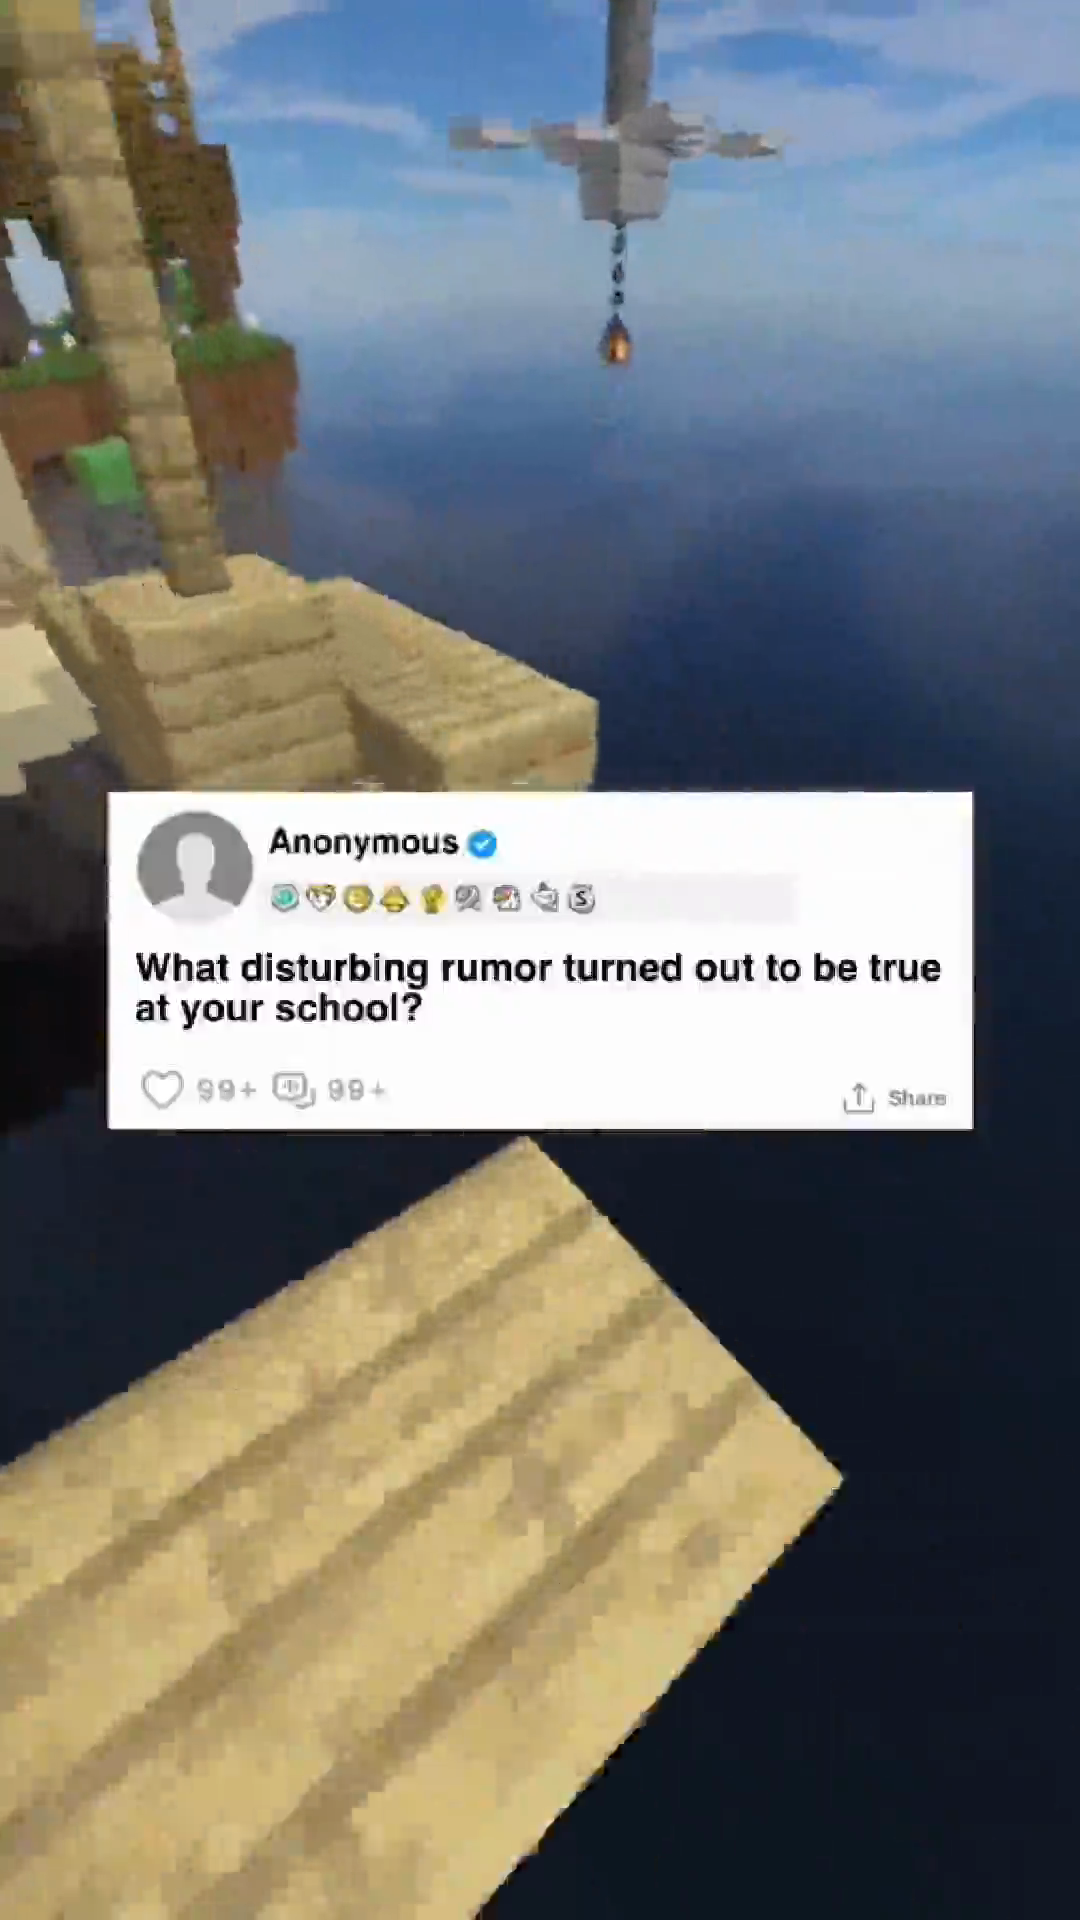 Anonymous
What disturbing rumor turned out to be true
at your school?
99+ 99+ Share